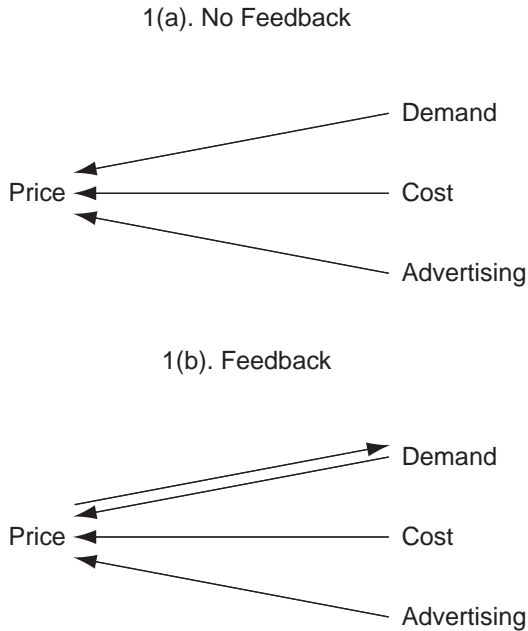 1(a). No Feedback
Demand
Price
Cost
Advertising
1(b). Feedback
Demand
Price
Cost
Advertising